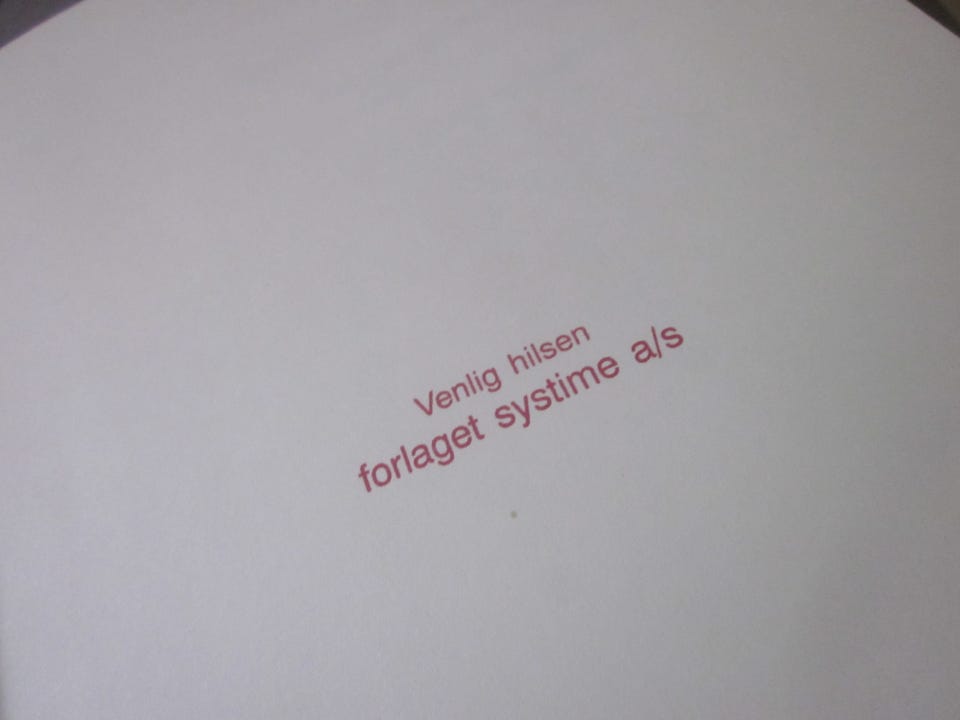 Venlig hilsen
forlaget systime a/s